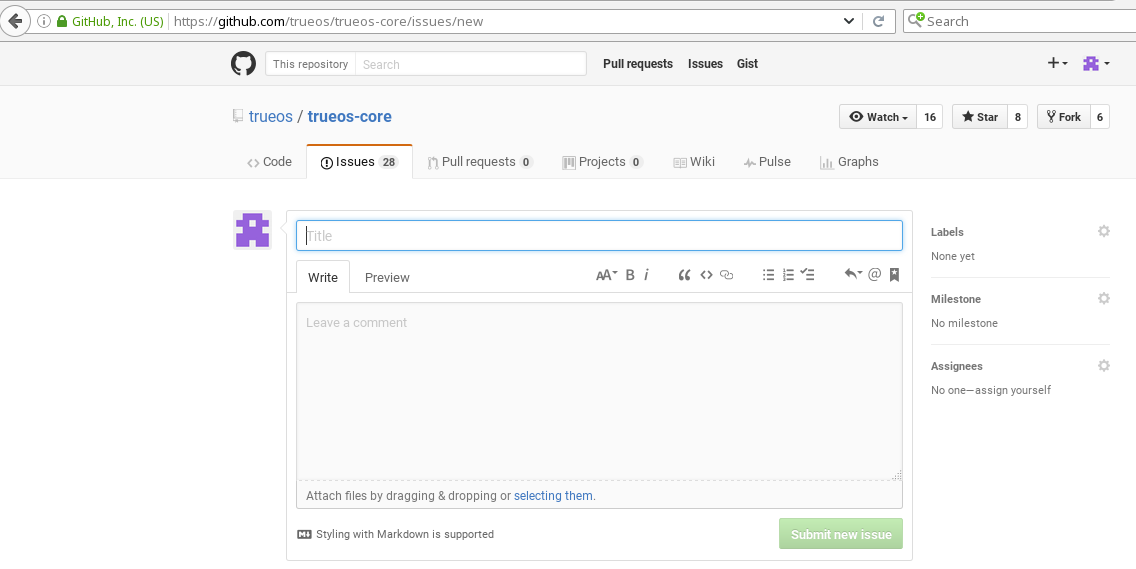 GitHub, Inc. (US) https://github.com/trueos/trueos-core/issues/new Search
This repository Search Pull requests Issues Gist
trueos / trueos-core Watch 16 Star 8 Fork 6
Code Issues 28 Pull requests 0 Projects 0 Wiki Pulse Graphs
Title
Write Preview AA B i
Leave a comment
Attach files by dragging & dropping or selecting them.
Styling with Markdown is supported Submit new issue
Labels
None yet
Milestone
No milestone
Assignees
No one—assign yourself